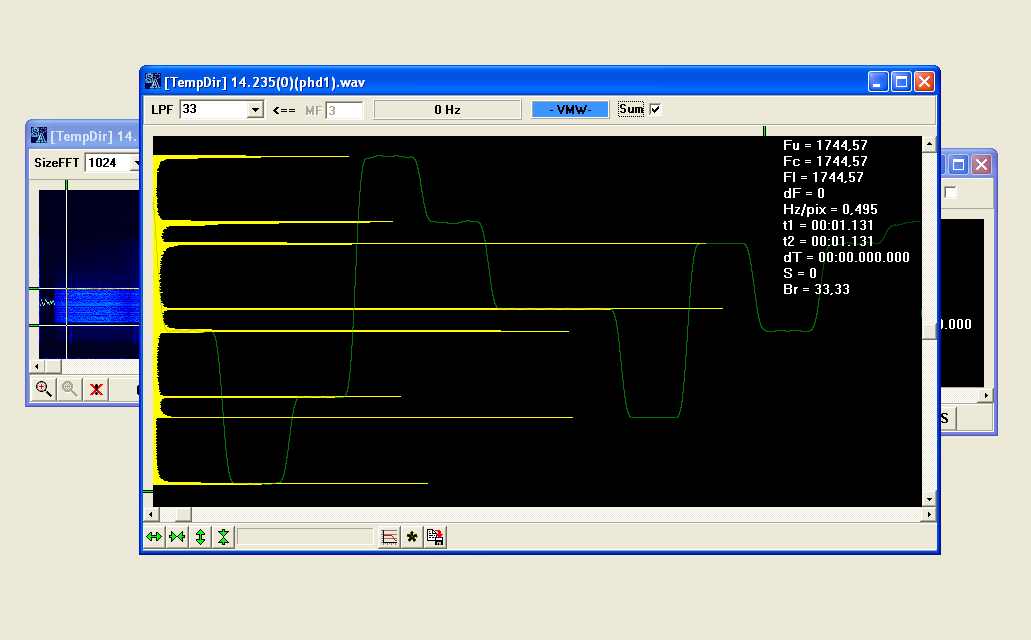 [TempDir] 14.235(0)(phd1).wav
LPF 33 <== MF 3 0 Hz - VMW- Sum
[TempDir] 14.
SizeFFT 1024
Fu = 1744,57
Fc = 1744,57
Fl = 1744,57
dF = 0
Hz/pix = 0,495
t1 = 00:01.131
t2 = 00:01.131
dT = 00:00.000.000
S = 0
Br = 33,33
0.000
S